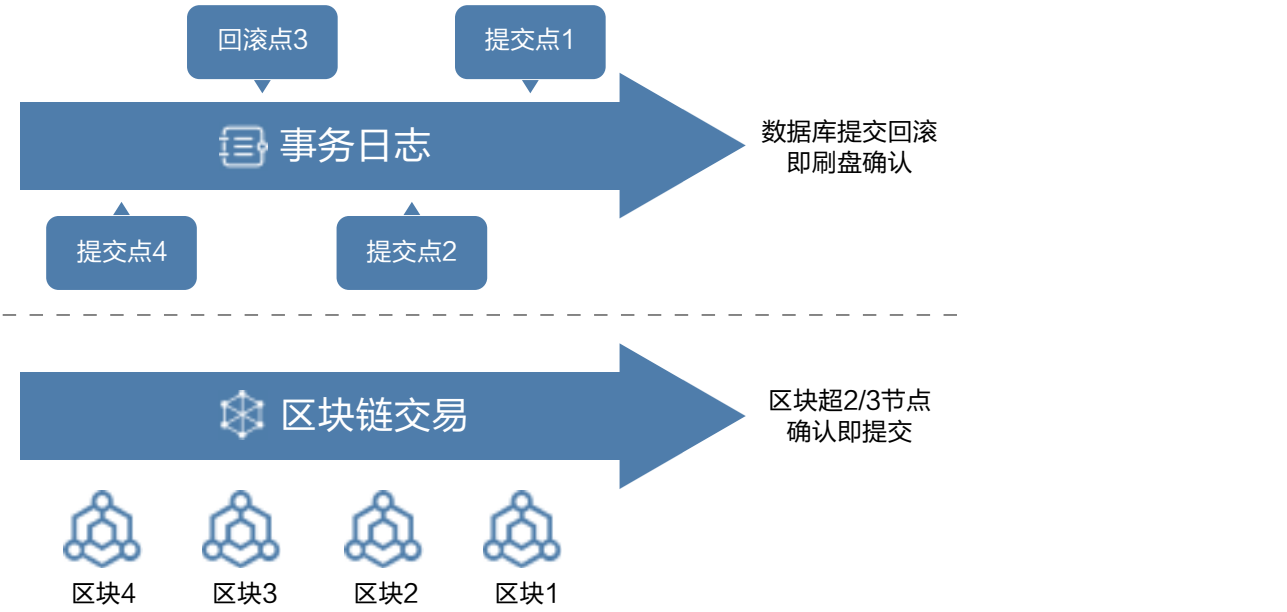 回滚点3
提交点1
事务日志
数据库提交回滚
即刷盘确认
提交点4
提交点2
区块链交易
区块超2/3节点
确认即提交
区块4
区块3
区块2
区块1